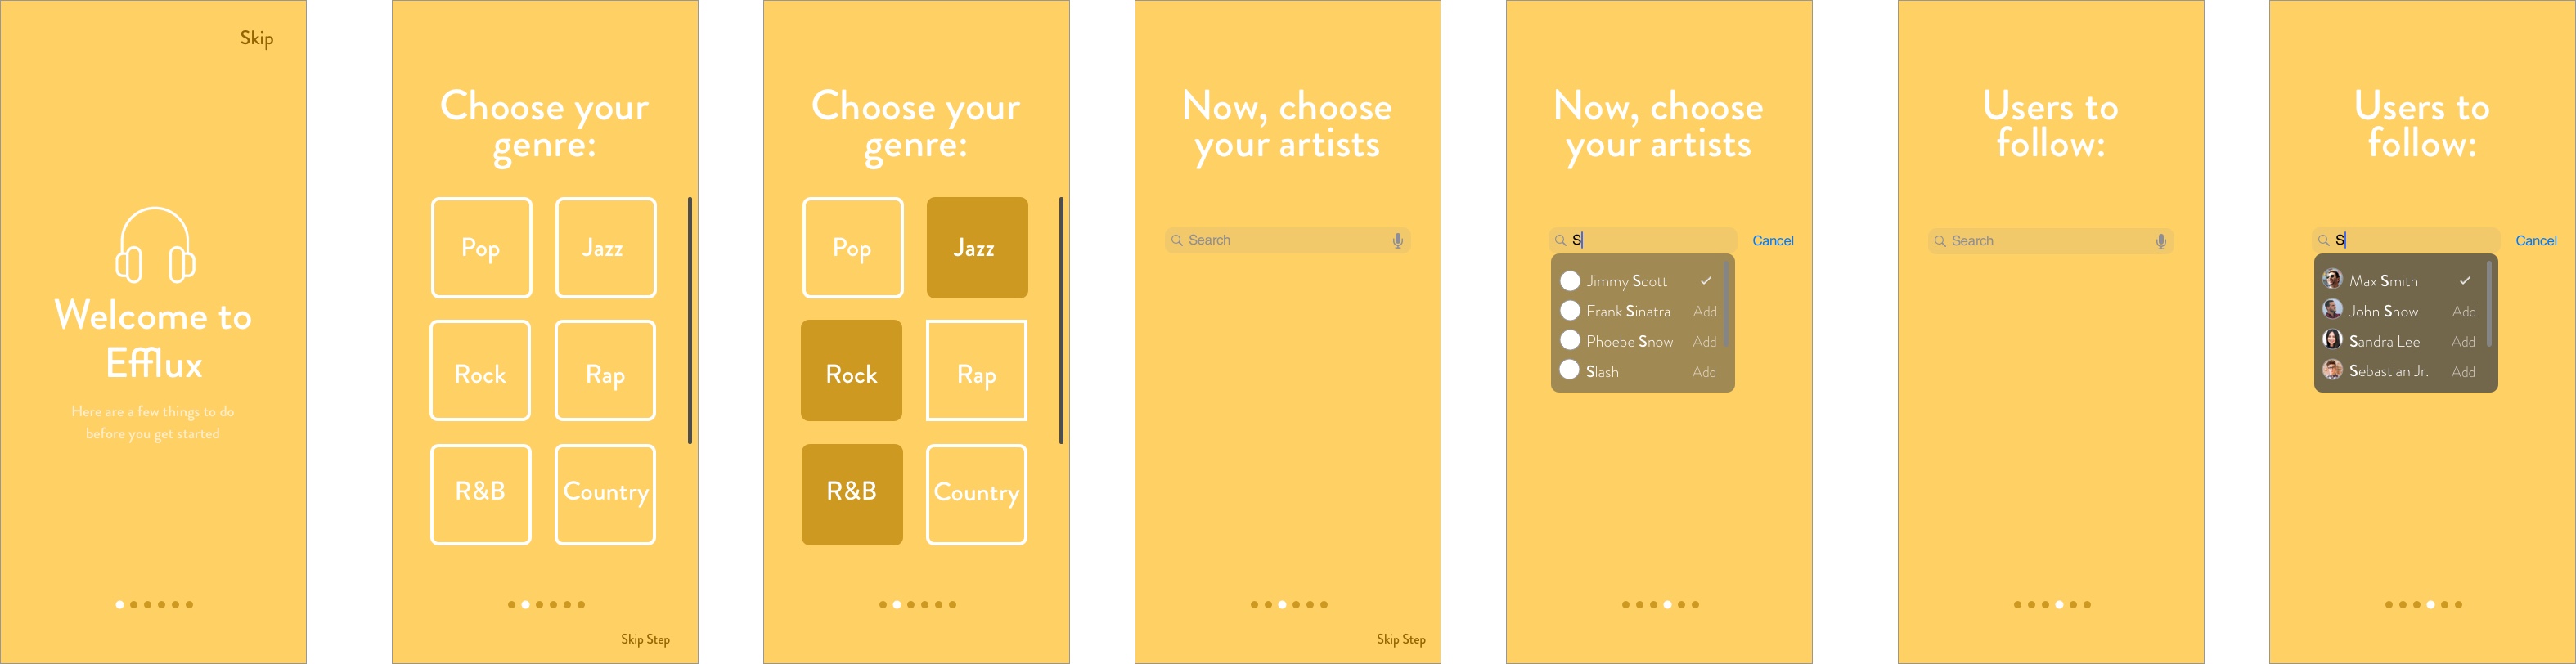 Skip
Welcome to
Efflux
Here are a few things to do
before you get started
Choose your
genre:
Pop
Jazz
Rock
Rap
R&B
Country
Skip Step
Choose your
genre:
Pop
Jazz
Rock
Rap
R&B
Country
Now, choose
your artists
Search
Skip Step
Now, choose
your artists
S
Cancel
Jimmy Scott
Frank Sinatra Add
Phoebe Snow Add
Slash Add
Users to
follow:
Search
Users to
follow:
S
Cancel
Max Smith
John Snow Add
Sandra Lee Add
Sebastian Jr. Add